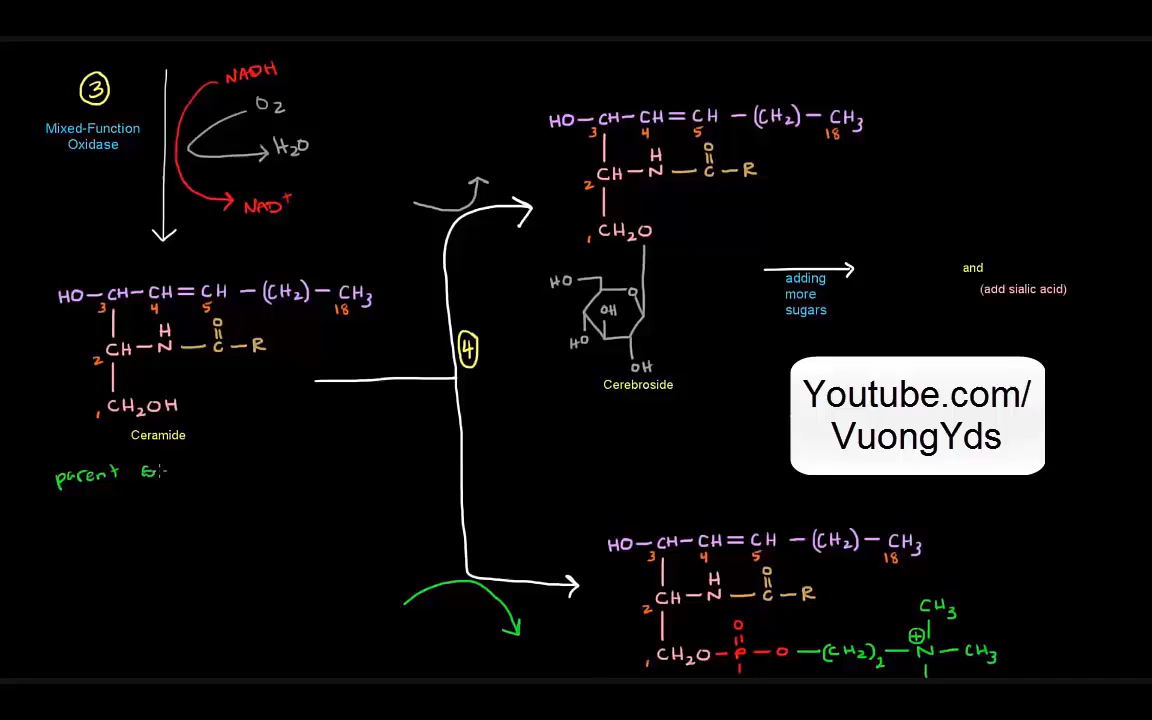 3
Mixed-Function
Oxidase
NADH
O2
H2O
NAD+
HO-CH-CH=CH-(CH2)-CH3
3 4 5 18
H O
2 CH-N-C-R
1 CH2OH
Ceramide
parent
4
HO-CH-CH=CH-(CH2)-CH3
3 4 5 18
H O
2 CH-N-C-R
1 CH2O
HO
O
OH
HO
OH
Cerebroside
adding
more
sugars
and
(add sialic acid)
Youtube.com/
VuongYds
HO-CH-CH=CH-(CH2)-CH3
3 4 5 18
H O
2 CH-N-C-R
CH3
O +
1 CH2O-P-O-(CH2)2-N-CH3